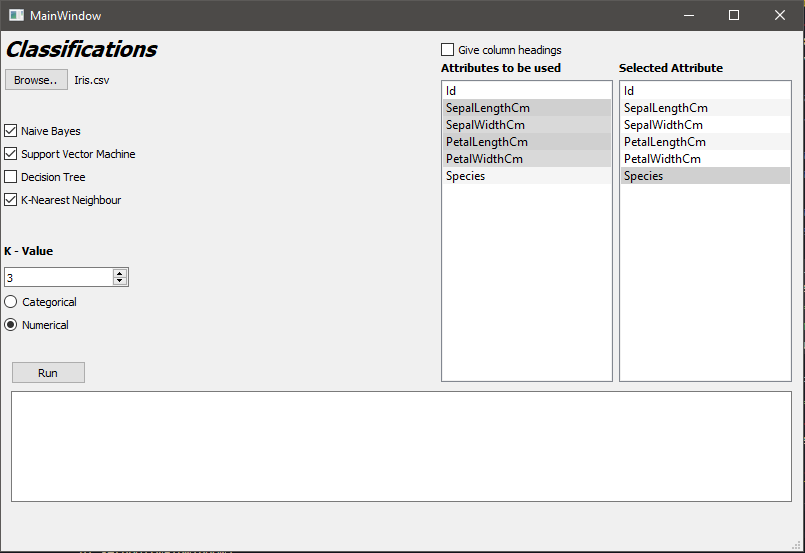 MainWindow
Classifications
Browse.. Iris.csv
Naive Bayes
Support Vector Machine
Decision Tree
K-Nearest Neighbour
K - Value
3
Categorical
Numerical
Run
Give column headings
Attributes to be used
Id
SepalLengthCm
SepalWidthCm
PetalLengthCm
PetalWidthCm
Species
Selected Attribute
Id
SepalLengthCm
SepalWidthCm
PetalLengthCm
PetalWidthCm
Species